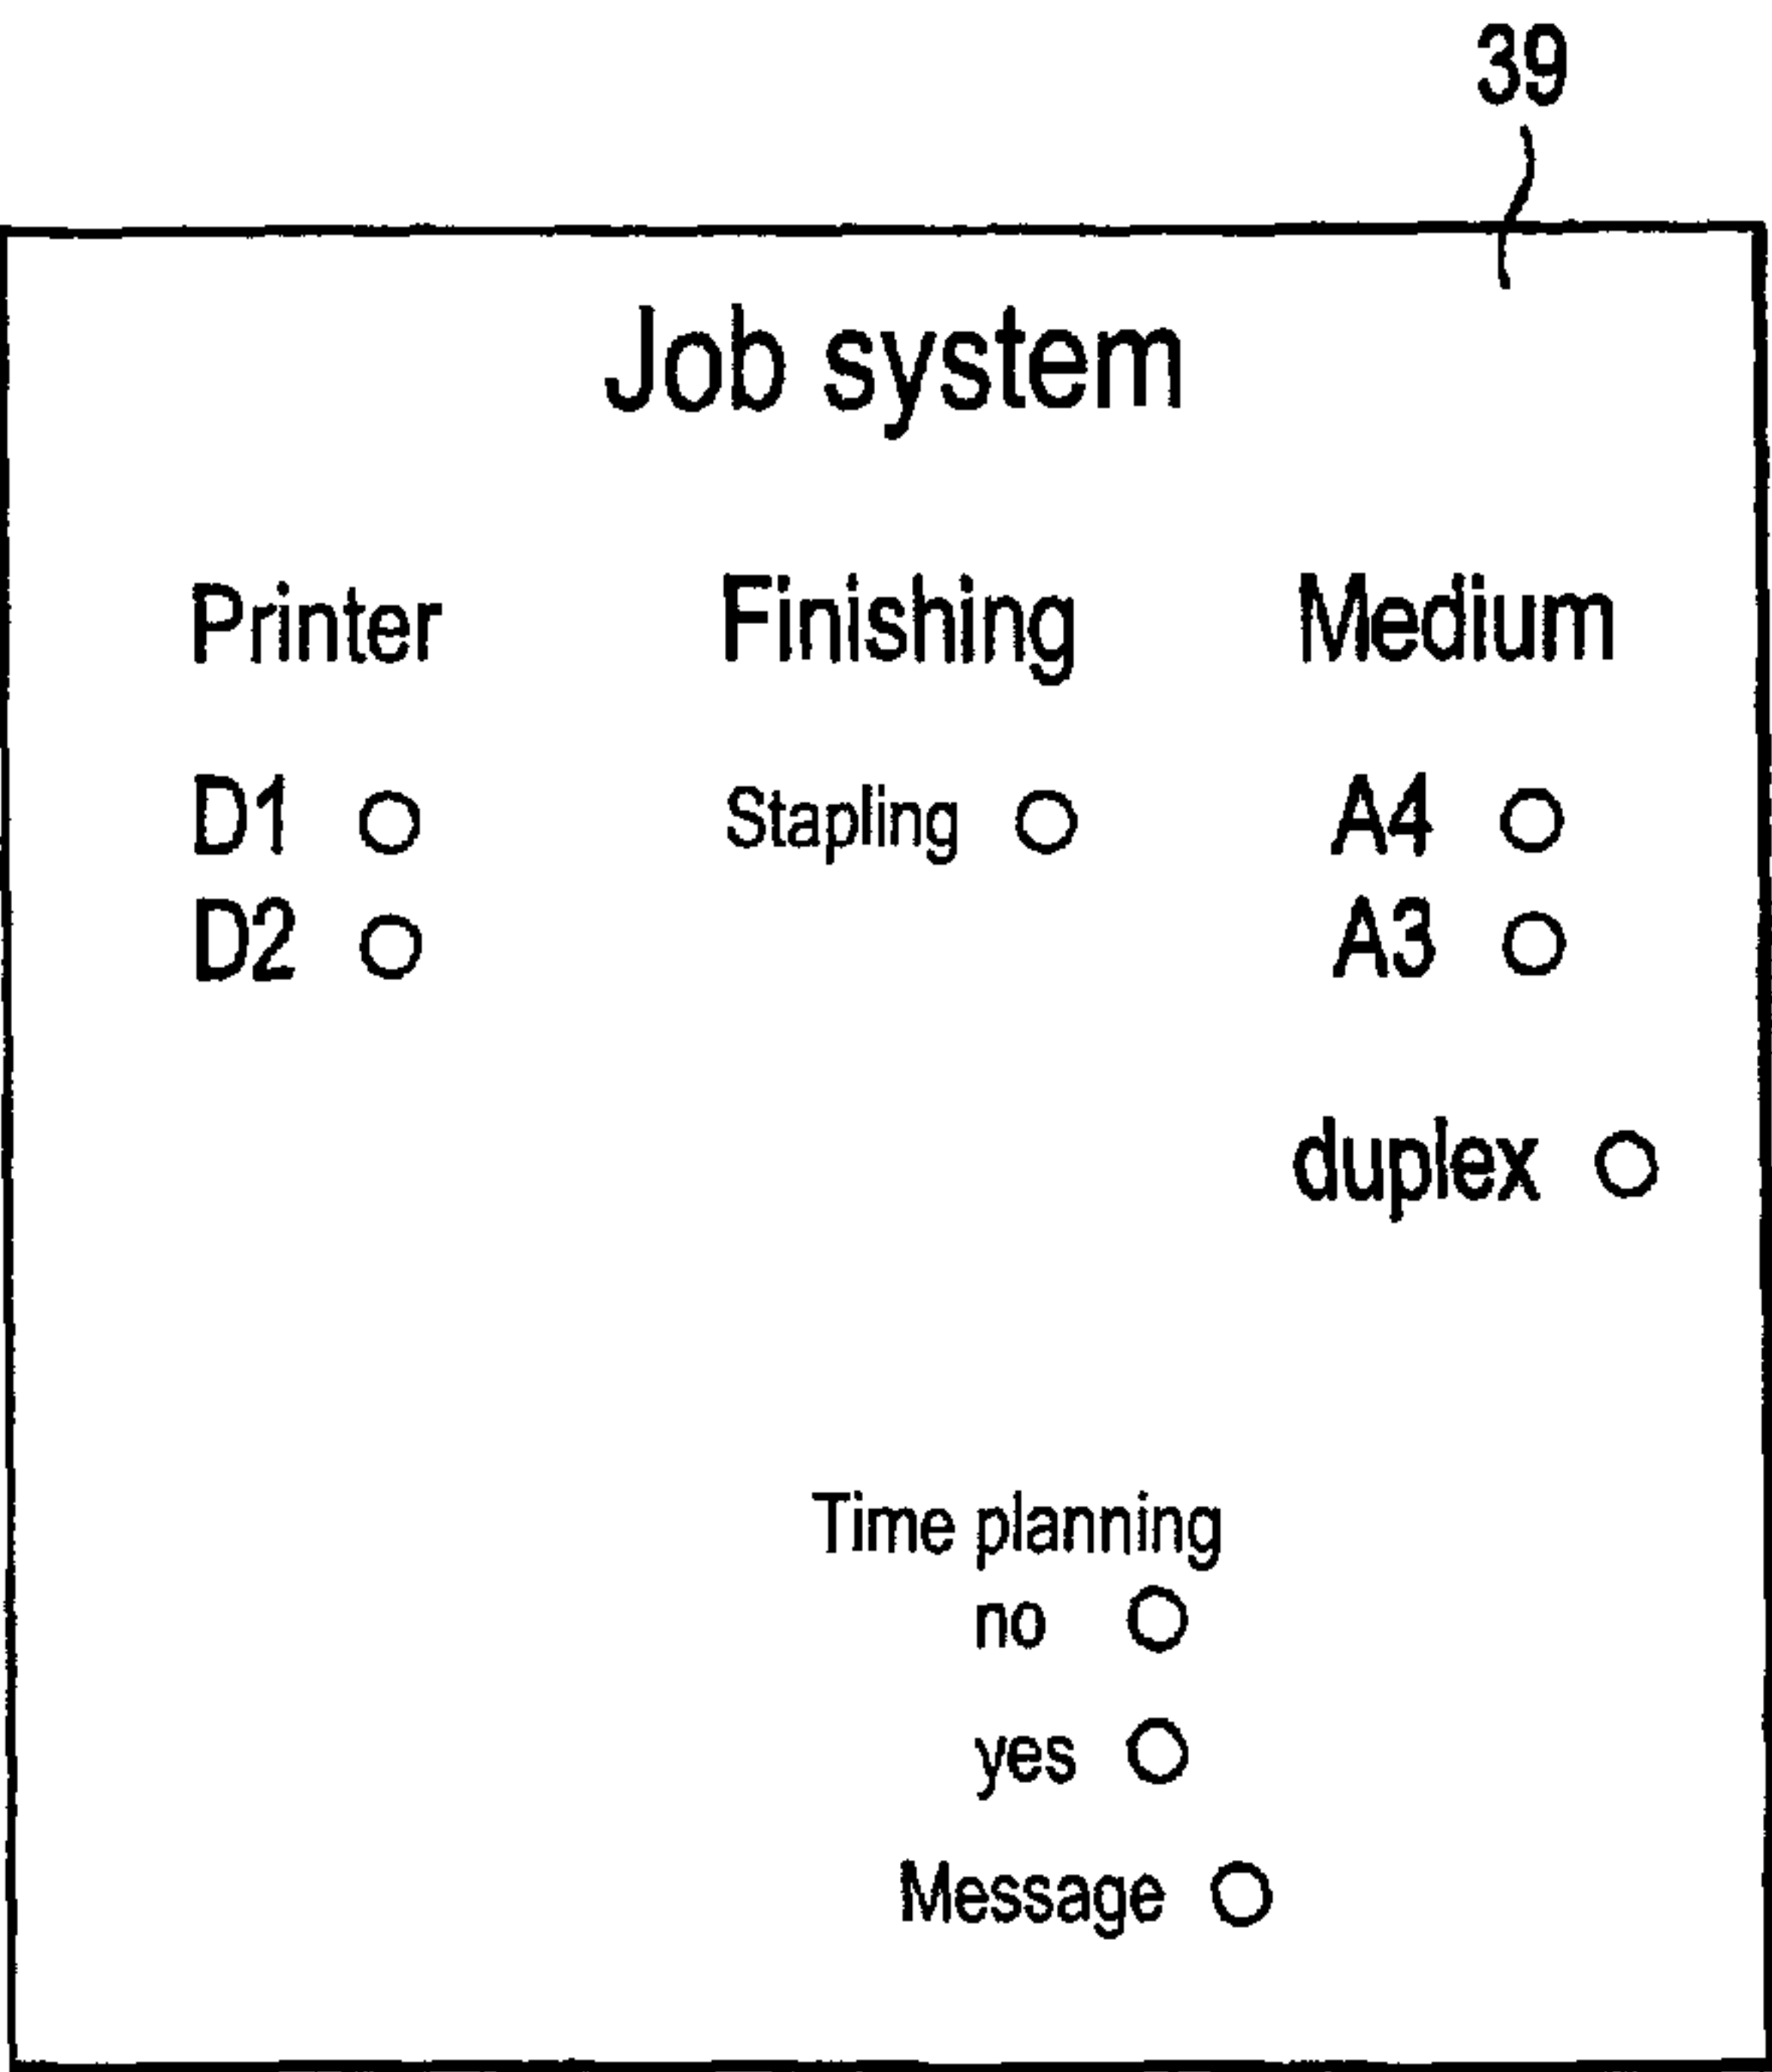 39
Job system
Printer Finishing Medium
D1 Stapling A4
D2 A3
duplex
Time planning
no
yes
Message